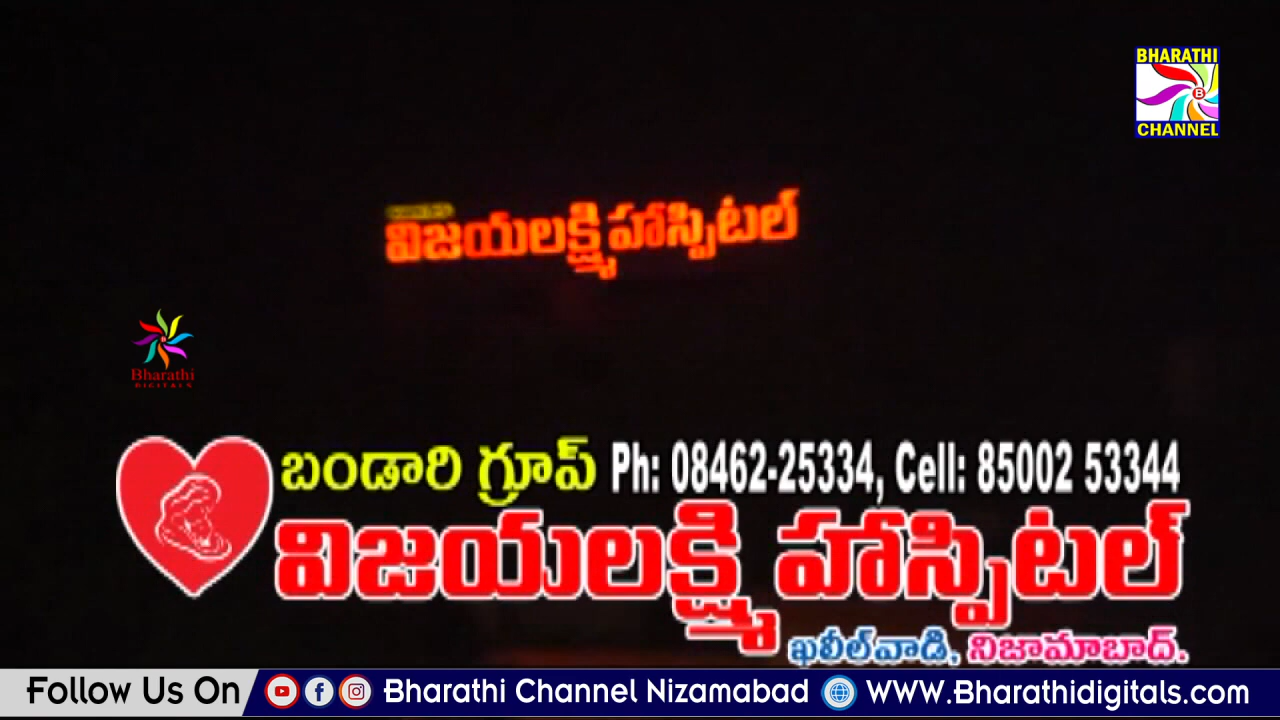 BHARATHI
B
CHANNEL
విజయలక్ష్మి హాస్పిటల్
Bharathi
DIGITALS
బండారి గ్రూప్ Ph: 08462-25334, Cell: 85002 53344
విజయలక్ష్మి హాస్పిటల్
ఖలీల్‌వాడి, నిజామాబాద్.
Follow Us On Bharathi Channel Nizamabad WWW.Bharathidigitals.com